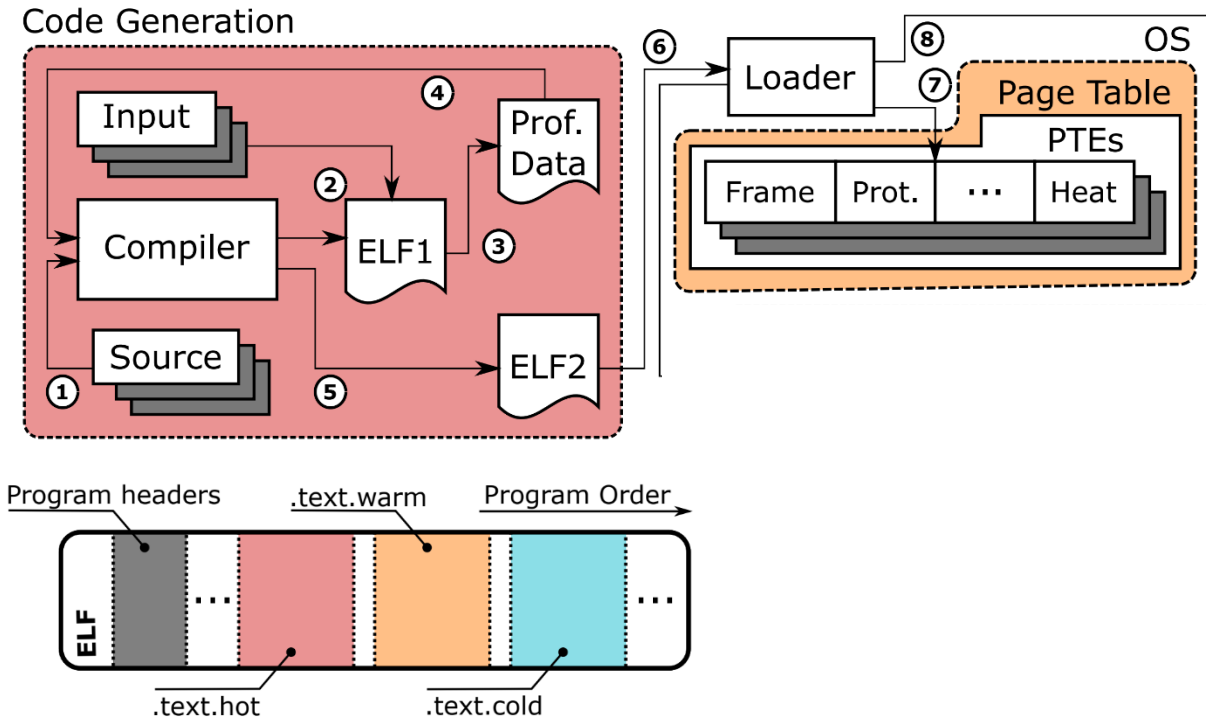 Code Generation
6
8
OS
4
Loader
7
Page Table
Input
Prof.
Data
PTEs
2
Frame
Prot.
...
Heat
Compiler
ELF1
3
Source
ELF2
1
5
Program headers
.text.warm
Program Order
ELF
...
...
.text.hot
.text.cold